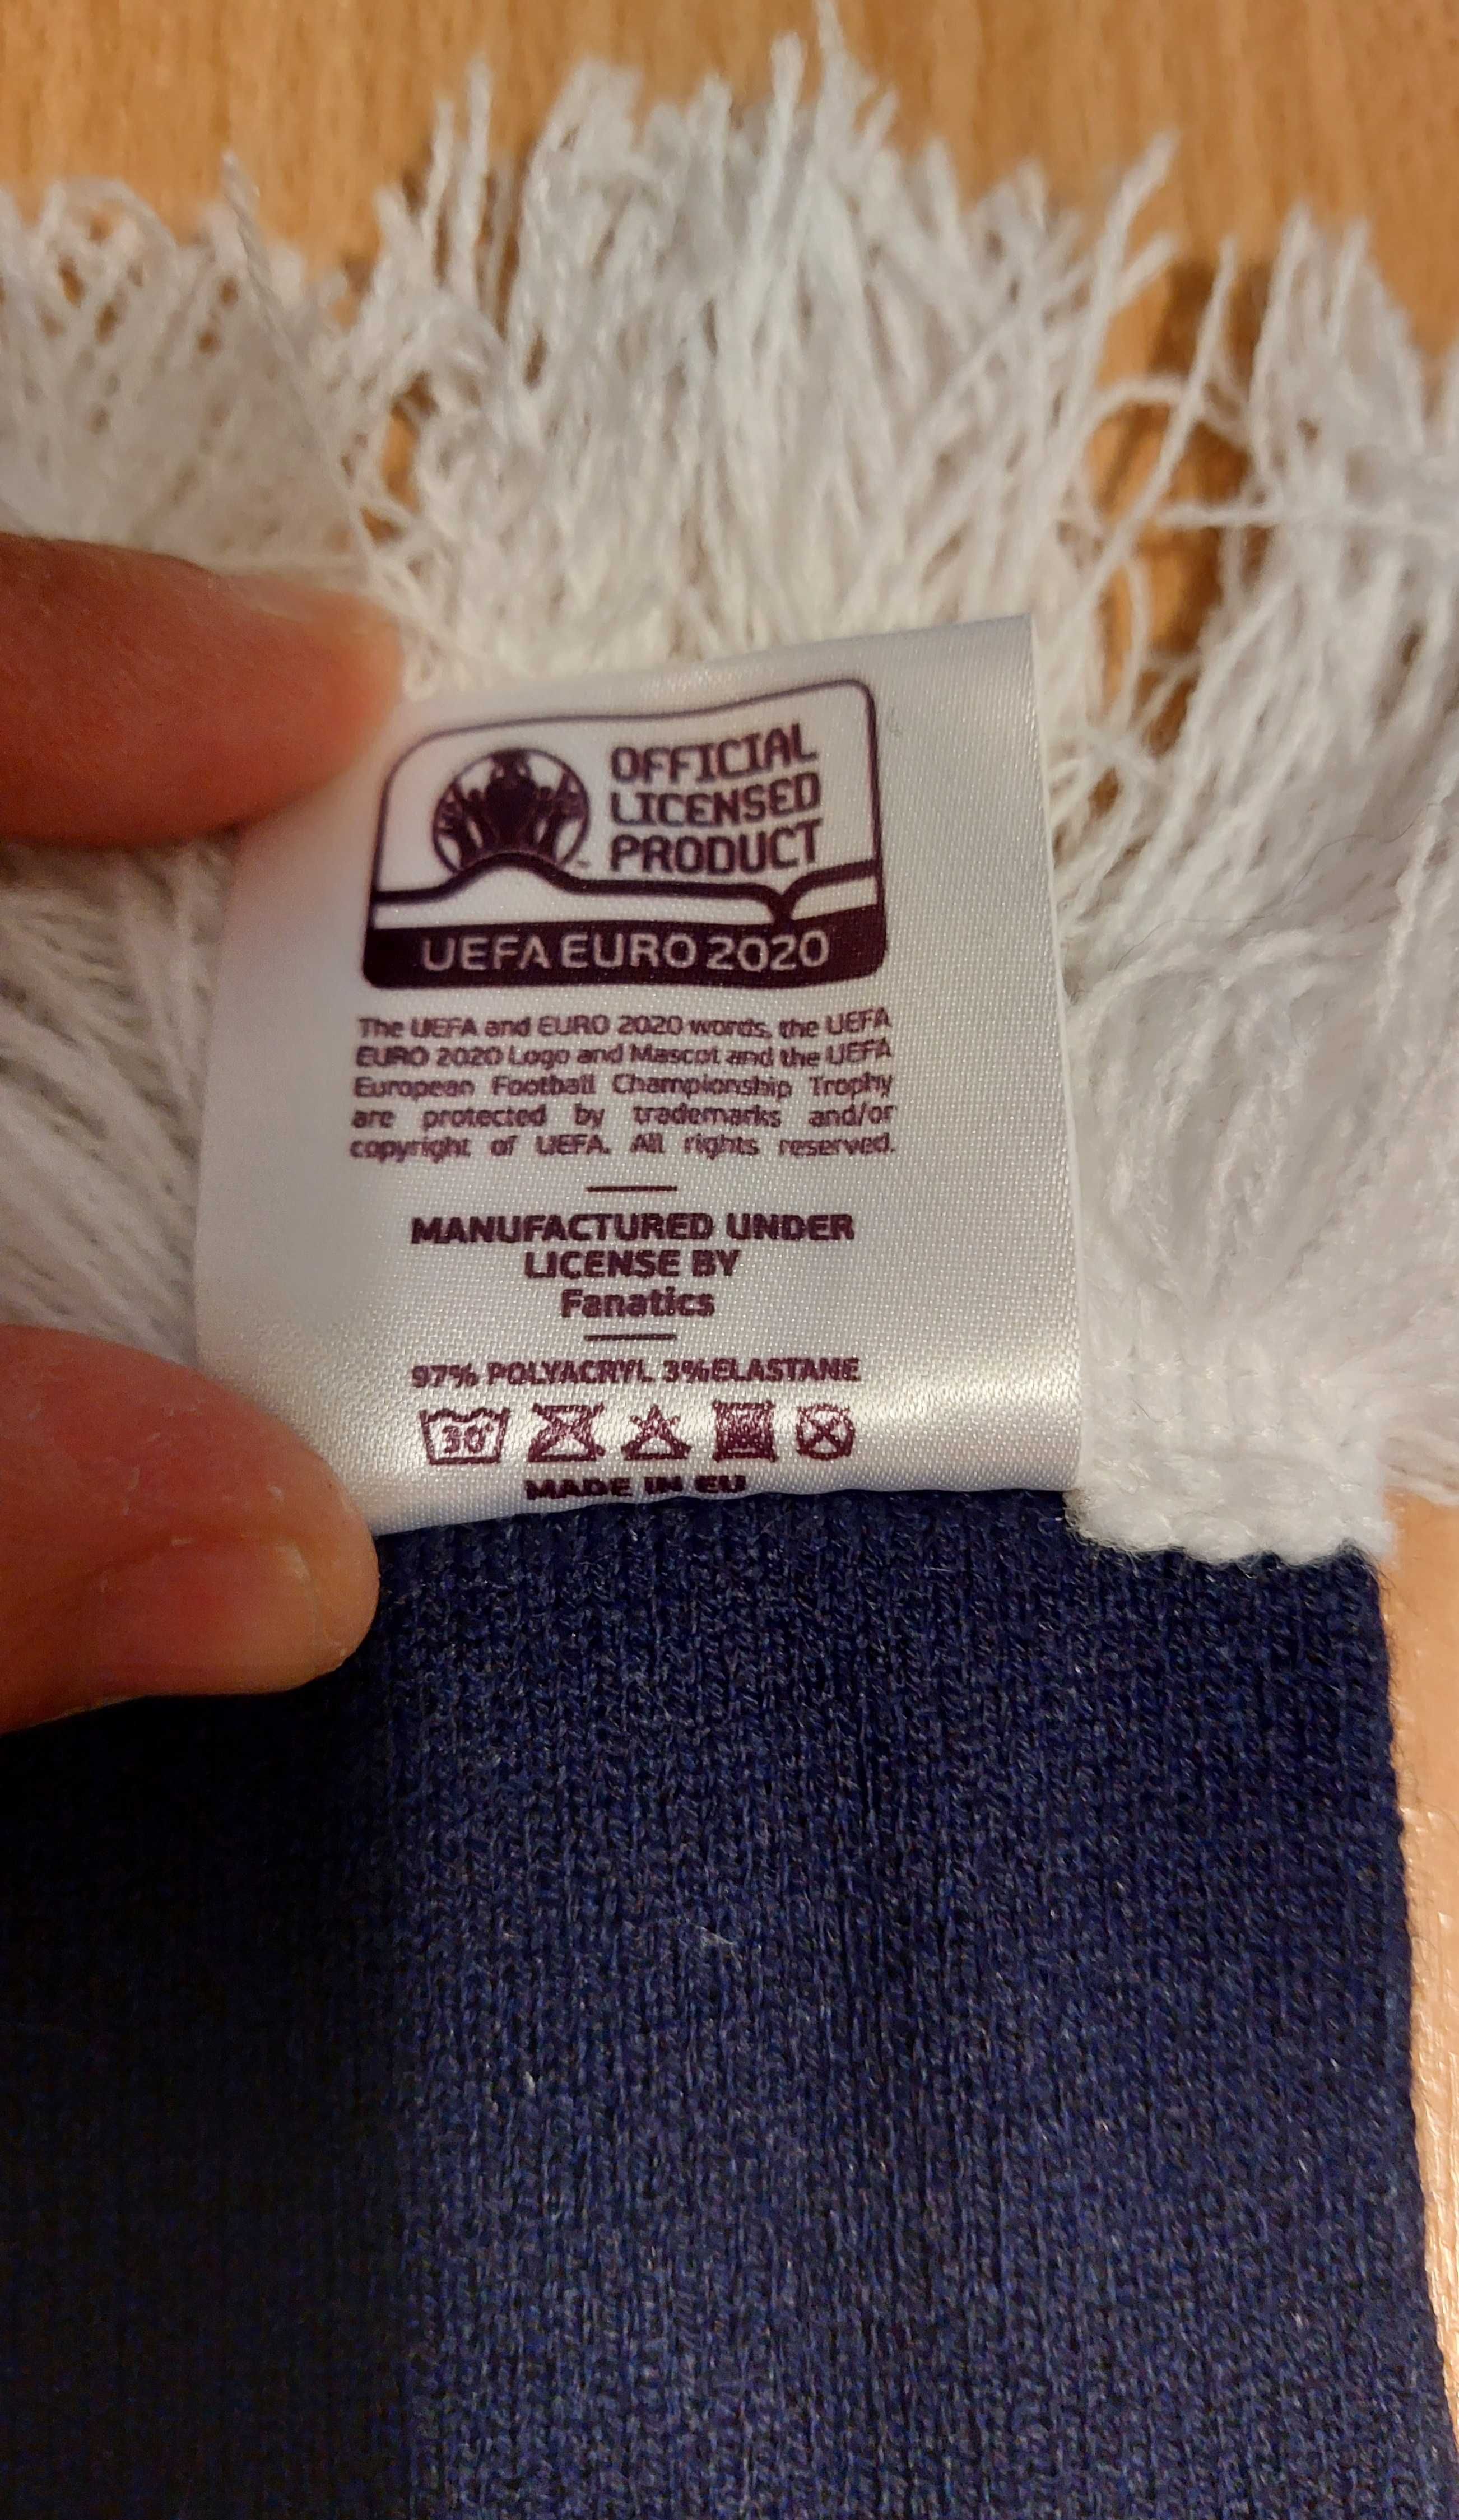 OFFICIAL
LICENSED
PRODUCT
UEFA EURO 2020
The UEFA and EURO 2020 words, the UEFA
EURO 2020 Logo and Mascot and the UEFA
European Football Championship Trophy
are protected by trademarks and/or
copyright of UEFA. All rights reserved.
MANUFACTURED UNDER
LICENSE BY
Fanatics
97% POLYACRYL 3%ELASTANE
30°
MADE IN EU